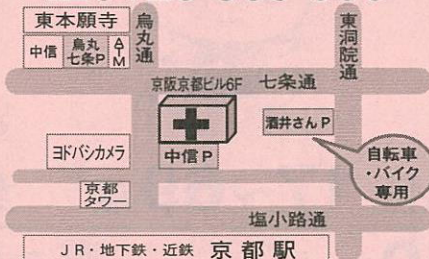 東本願寺
烏丸通
東洞院通
中信
烏丸
七条P
ATM
京阪京都ビル6F
七条通
酒井さんP
ヨドバシカメラ
中信P
自転車
・バイク
専用
京都
タワー
塩小路通
JR・地下鉄・近鉄 京都駅